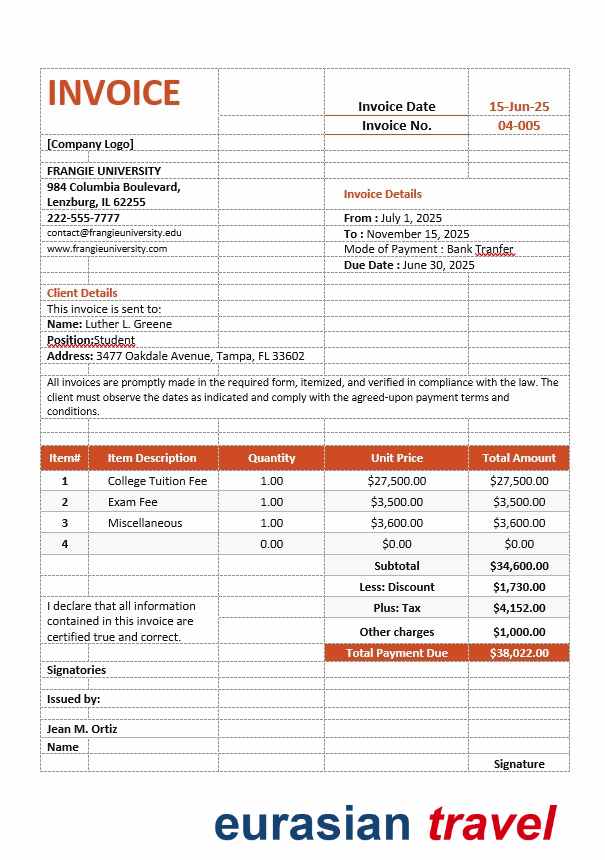 INVOICE
Invoice Date 15-Jun-25
Invoice No. 04-005
[Company Logo]
FRANGIE UNIVERSITY
984 Columbia Boulevard,
Lenzburg, IL 62255
222-555-7777
contact@frangieuniversity.edu
www.frangieuniversity.com
Invoice Details
From : July 1, 2025
To : November 15, 2025
Mode of Payment : Bank Tranfer
Due Date : June 30, 2025
Client Details
This invoice is sent to:
Name: Luther L. Greene
Position:Student
Address: 3477 Oakdale Avenue, Tampa, FL 33602
All invoices are promptly made in the required form, itemized, and verified in compliance with the law. The
client must observe the dates as indicated and comply with the agreed-upon payment terms and
conditions.
Item# Item Description Quantity Unit Price Total Amount
1 College Tuition Fee 1.00 $27,500.00 $27,500.00
2 Exam Fee 1.00 $3,500.00 $3,500.00
3 Miscellaneous 1.00 $3,600.00 $3,600.00
4 0.00 $0.00 $0.00
Subtotal $34,600.00
Less: Discount $1,730.00
Plus: Tax $4,152.00
Other charges $1,000.00
Total Payment Due $38,022.00
I declare that all information
contained in this invoice are
certified true and correct.
Signatories
Issued by:
Jean M. Ortiz
Name
Signature
eurasian travel